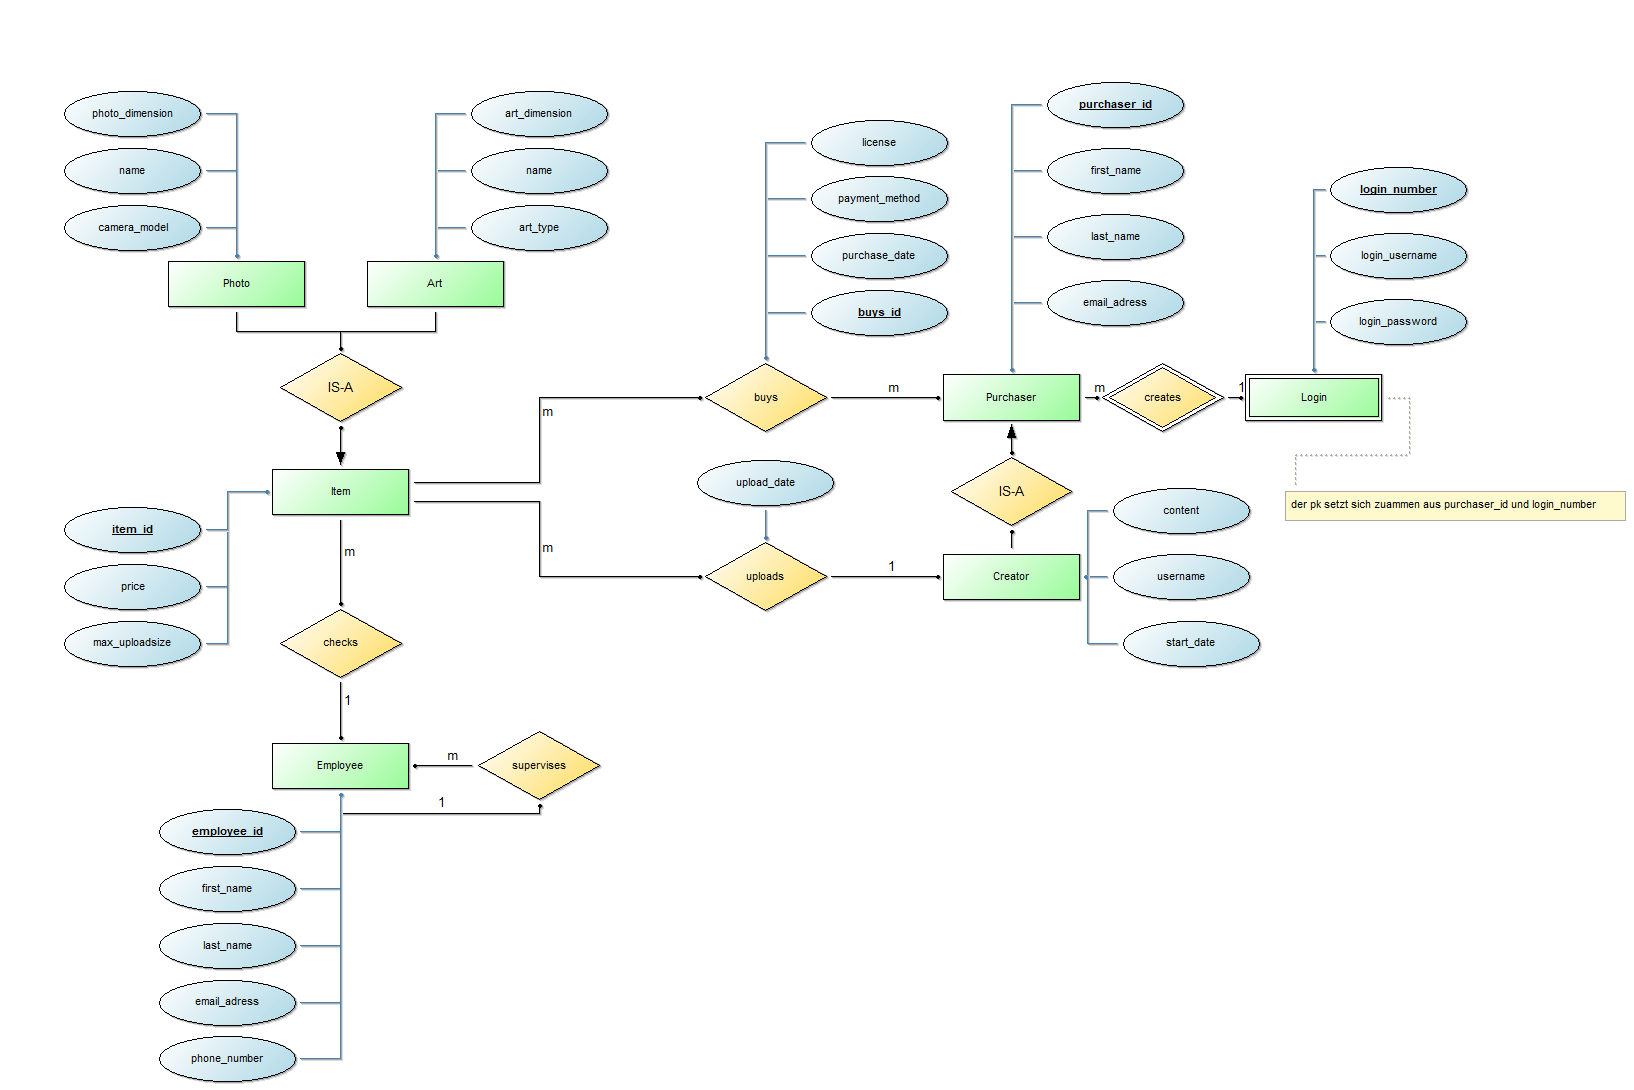 photo_dimension
name
camera_model
Photo
art_dimension
name
art_type
Art
IS-A
Item
item_id
price
max_uploadsize
m
checks
1
Employee
m
supervises
1
employee_id
first_name
last_name
email_adress
phone_number
m
m
license
payment_method
purchase_date
buys_id
buys
m
upload_date
uploads
1
purchaser_id
first_name
last_name
email_adress
Purchaser
IS-A
Creator
content
username
start_date
m
creates
1
login_number
login_username
login_password
Login
der pk setzt sich zuammen aus purchaser_id und login_number